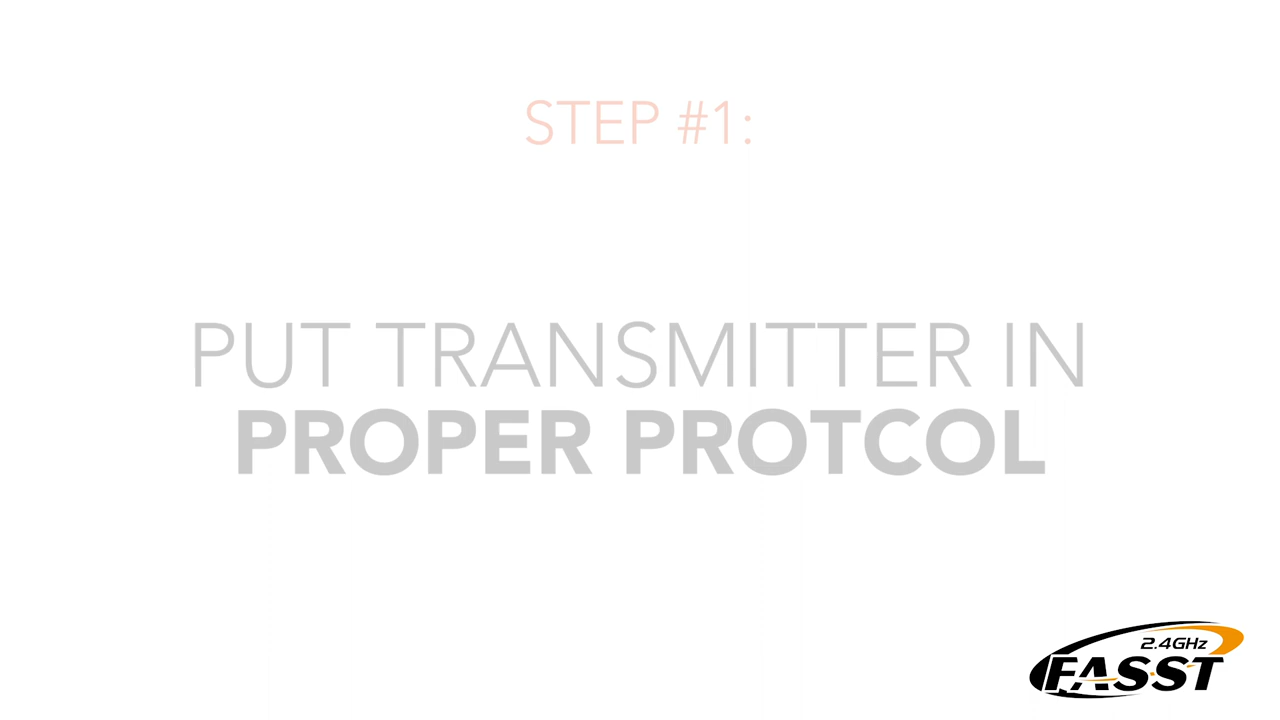 STEP #1:
PUT TRANSMITTER IN
PROPER PROTCOL
2.4GHz
FASST